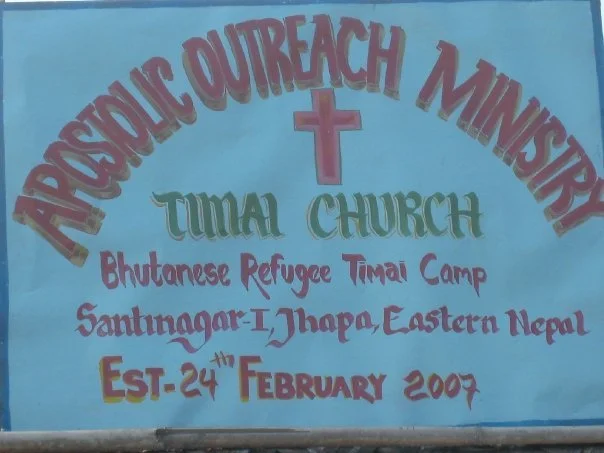 APOSTOLIC OUTREACH MINISTRY
TIMAI CHURCH
Bhutanese Refugee Timai Camp
Santinagar-I, Jhapa, Eastern Nepal
EST-24TH FEBRUARY 2007